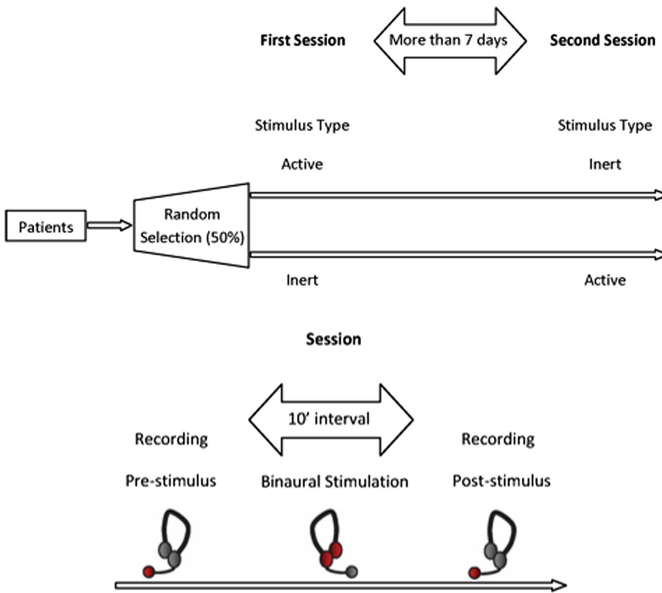 First Session
More than 7 days
Second Session
Stimulus Type
Stimulus Type
Active
Inert
Patients
Random
Selection (50%)
Inert
Active
Session
10' interval
Recording
Recording
Pre-stimulus
Binaural Stimulation
Post-stimulus